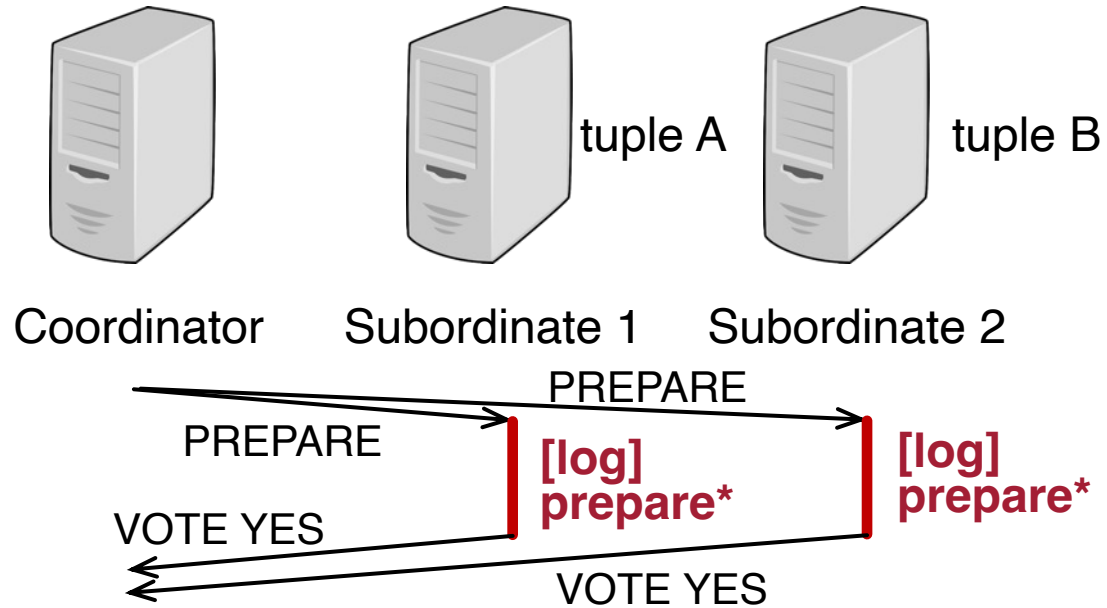 tuple A
tuple B
Coordinator
Subordinate 1
Subordinate 2
PREPARE
PREPARE
[log]
prepare*
[log]
prepare*
VOTE YES
VOTE YES